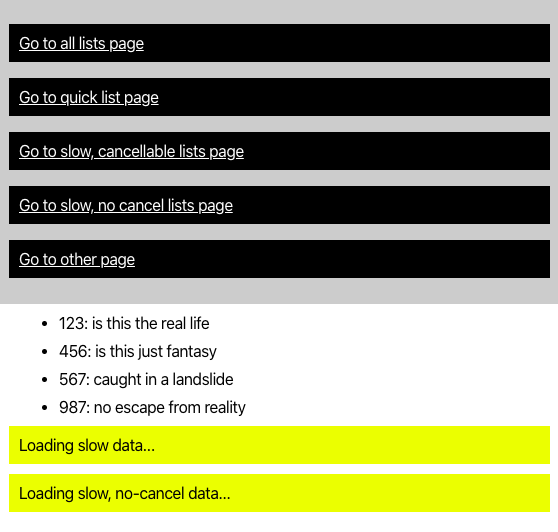 Go to all lists page
Go to quick list page
Go to slow, cancellable lists page
Go to slow, no cancel lists page
Go to other page
• 123: is this the real life
• 456: is this just fantasy
• 567: caught in a landslide
• 987: no escape from reality
Loading slow data...
Loading slow, no-cancel data...